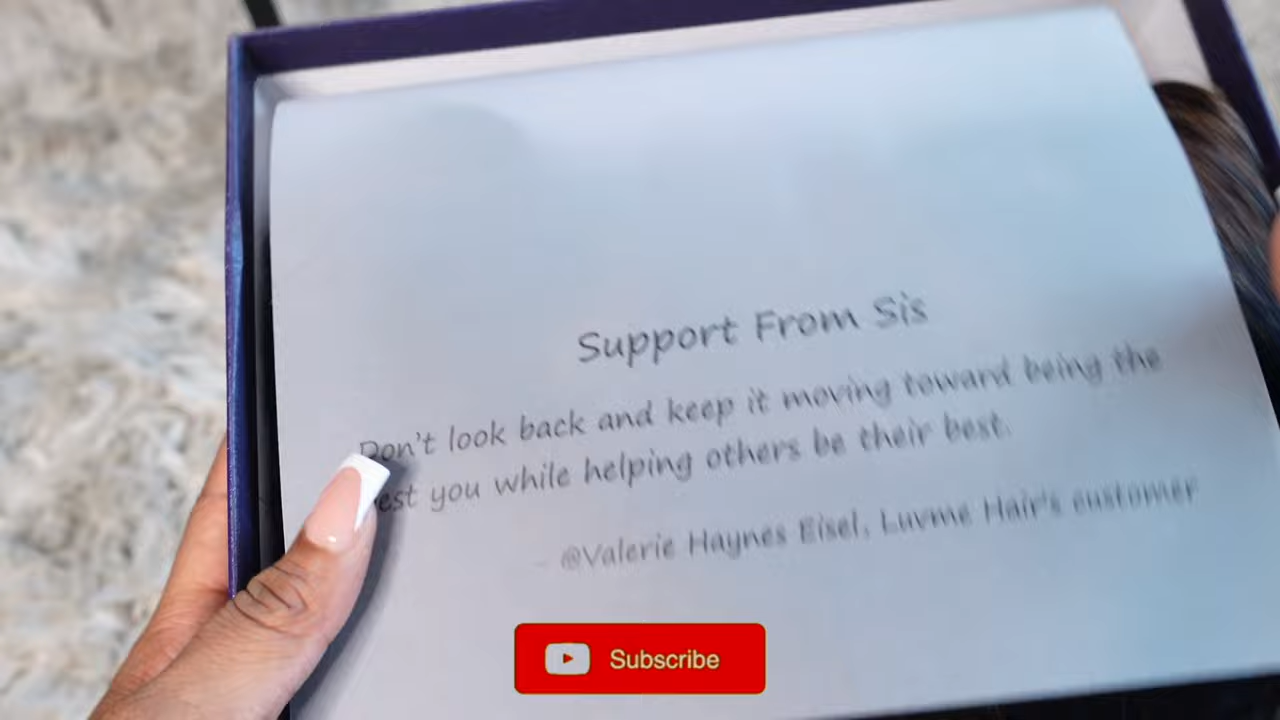 Support From Sis
Don't look back and keep it moving toward being the
est you while helping others be their best.
- @Valerie Haynes Eisel, Luvme Hair's customer
Subscribe